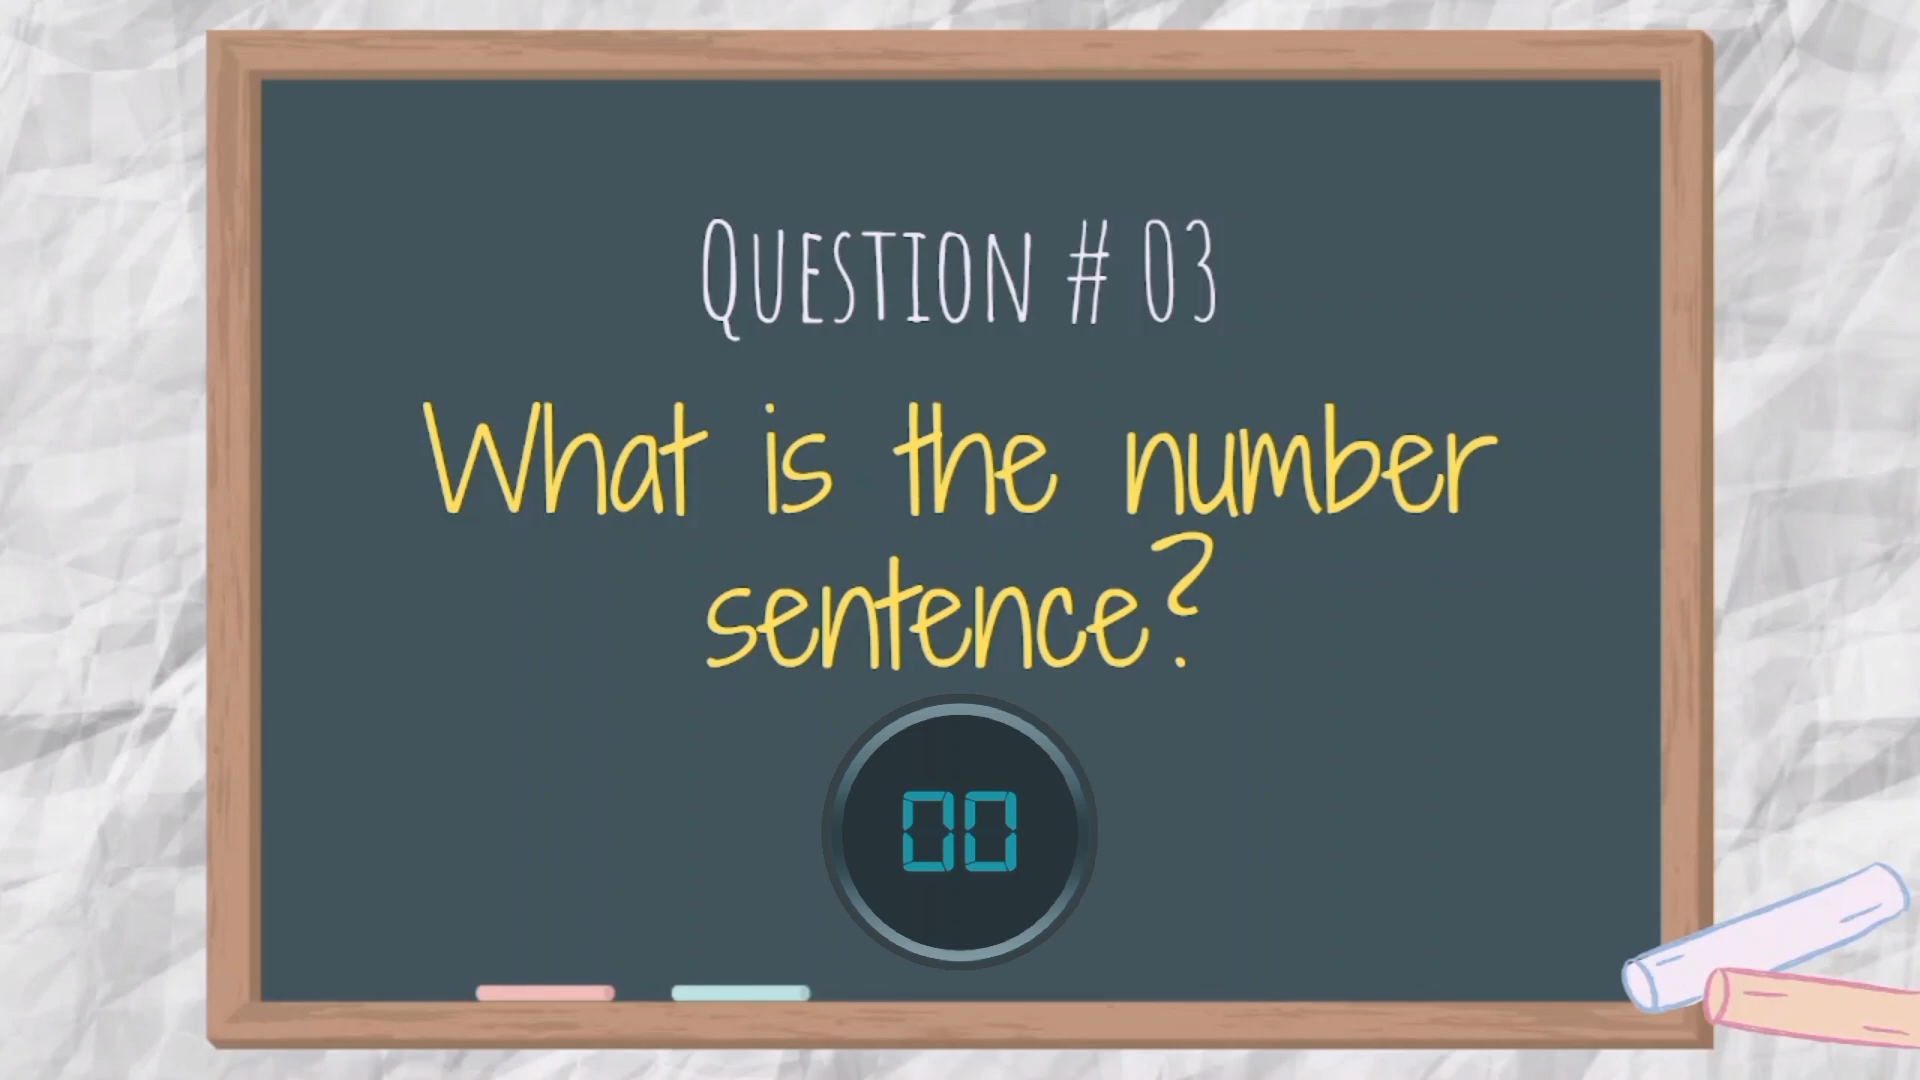 Question # 03
What is the number
sentence?
00